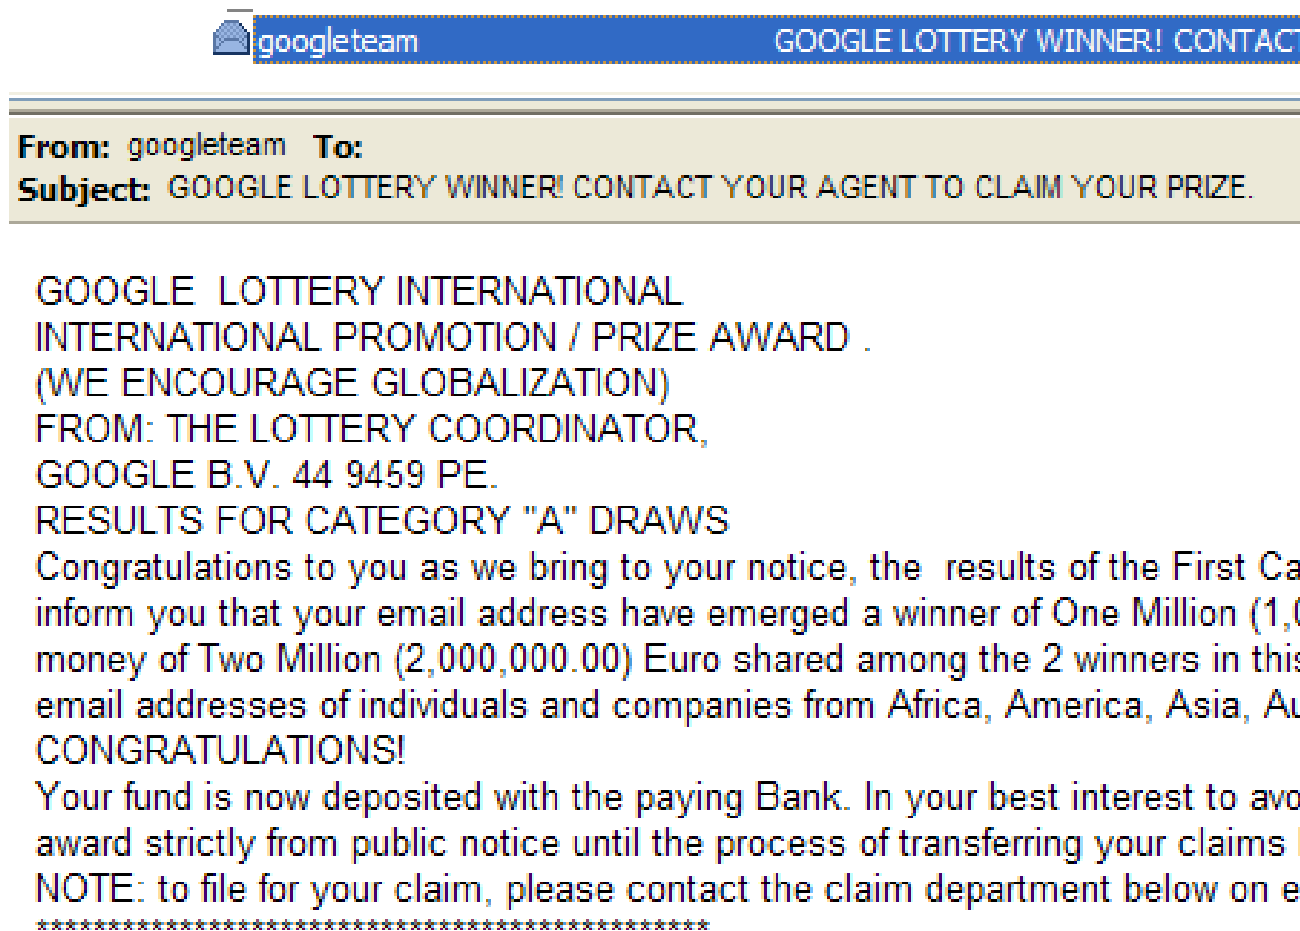 googleteam GOOGLE LOTTERY WINNER! CONTACT
From: googleteam To:
Subject: GOOGLE LOTTERY WINNER! CONTACT YOUR AGENT TO CLAIM YOUR PRIZE.
GOOGLE LOTTERY INTERNATIONAL
INTERNATIONAL PROMOTION / PRIZE AWARD .
(WE ENCOURAGE GLOBALIZATION)
FROM: THE LOTTERY COORDINATOR,
GOOGLE B.V. 44 9459 PE.
RESULTS FOR CATEGORY "A" DRAWS
Congratulations to you as we bring to your notice, the results of the First Ca
inform you that your email address have emerged a winner of One Million (1,0
money of Two Million (2,000,000.00) Euro shared among the 2 winners in this
email addresses of individuals and companies from Africa, America, Asia, Au
CONGRATULATIONS!
Your fund is now deposited with the paying Bank. In your best interest to avo
award strictly from public notice until the process of transferring your claims
NOTE: to file for your claim, please contact the claim department below on e
***********************************************